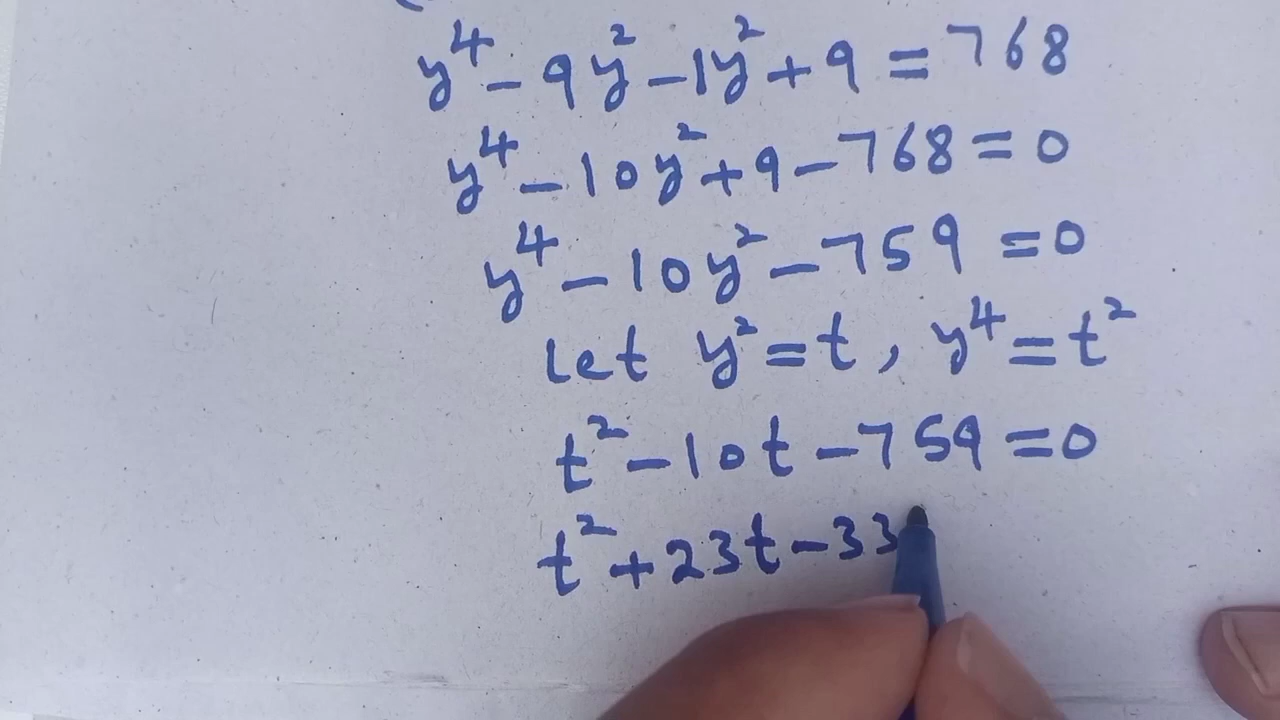 y⁴ - 9y² - 1y² + 9 = 768
y⁴ - 10y² + 9 - 768 = 0
y⁴ - 10y² - 759 = 0
let y² = t, y⁴ = t²
t² - 10t - 759 = 0
t² + 23t - 33